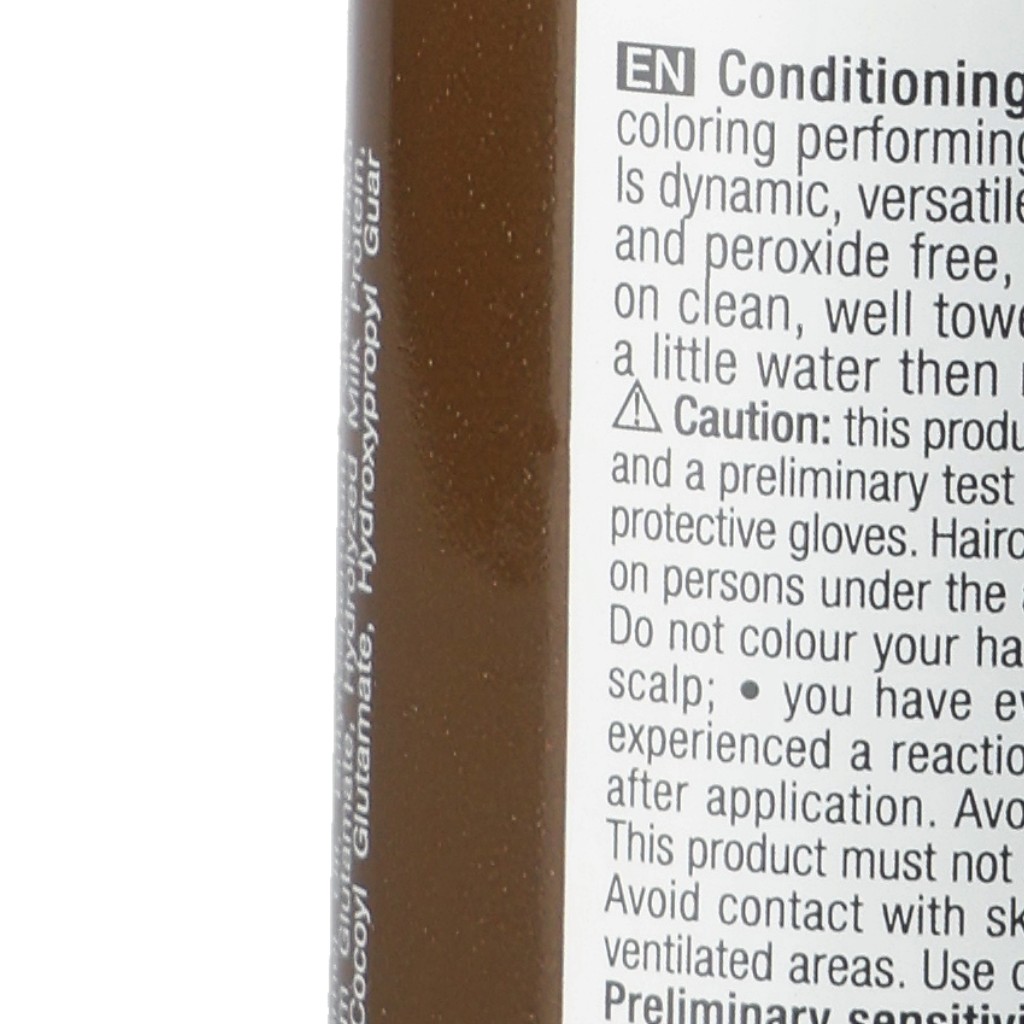 EN Conditioning
coloring performing
Is dynamic, versatile
and peroxide free,
on clean, well towe
a little water then
Caution: this produ
and a preliminary test
protective gloves. Hairc
on persons under the
Do not colour your ha
scalp; • you have ev
experienced a reactio
after application. Avo
This product must not
Avoid contact with sk
ventilated areas. Use
Preliminary sensitivi
Glutamate, Hydrolyzed Milk Protein,
Cocoyl Glutamate, Hydroxypropyl Guar